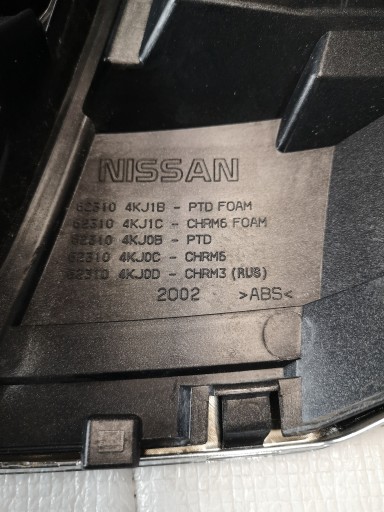 NISSAN
62310 4KJ1B - PTD FOAM
62310 4KJ1C - CHRM6 FOAM
62310 4KJ0B - PTD
62310 4KJ0C - CHRM6
62310 4KJ0D - CHRM3 (RUS)
2002 >ABS<